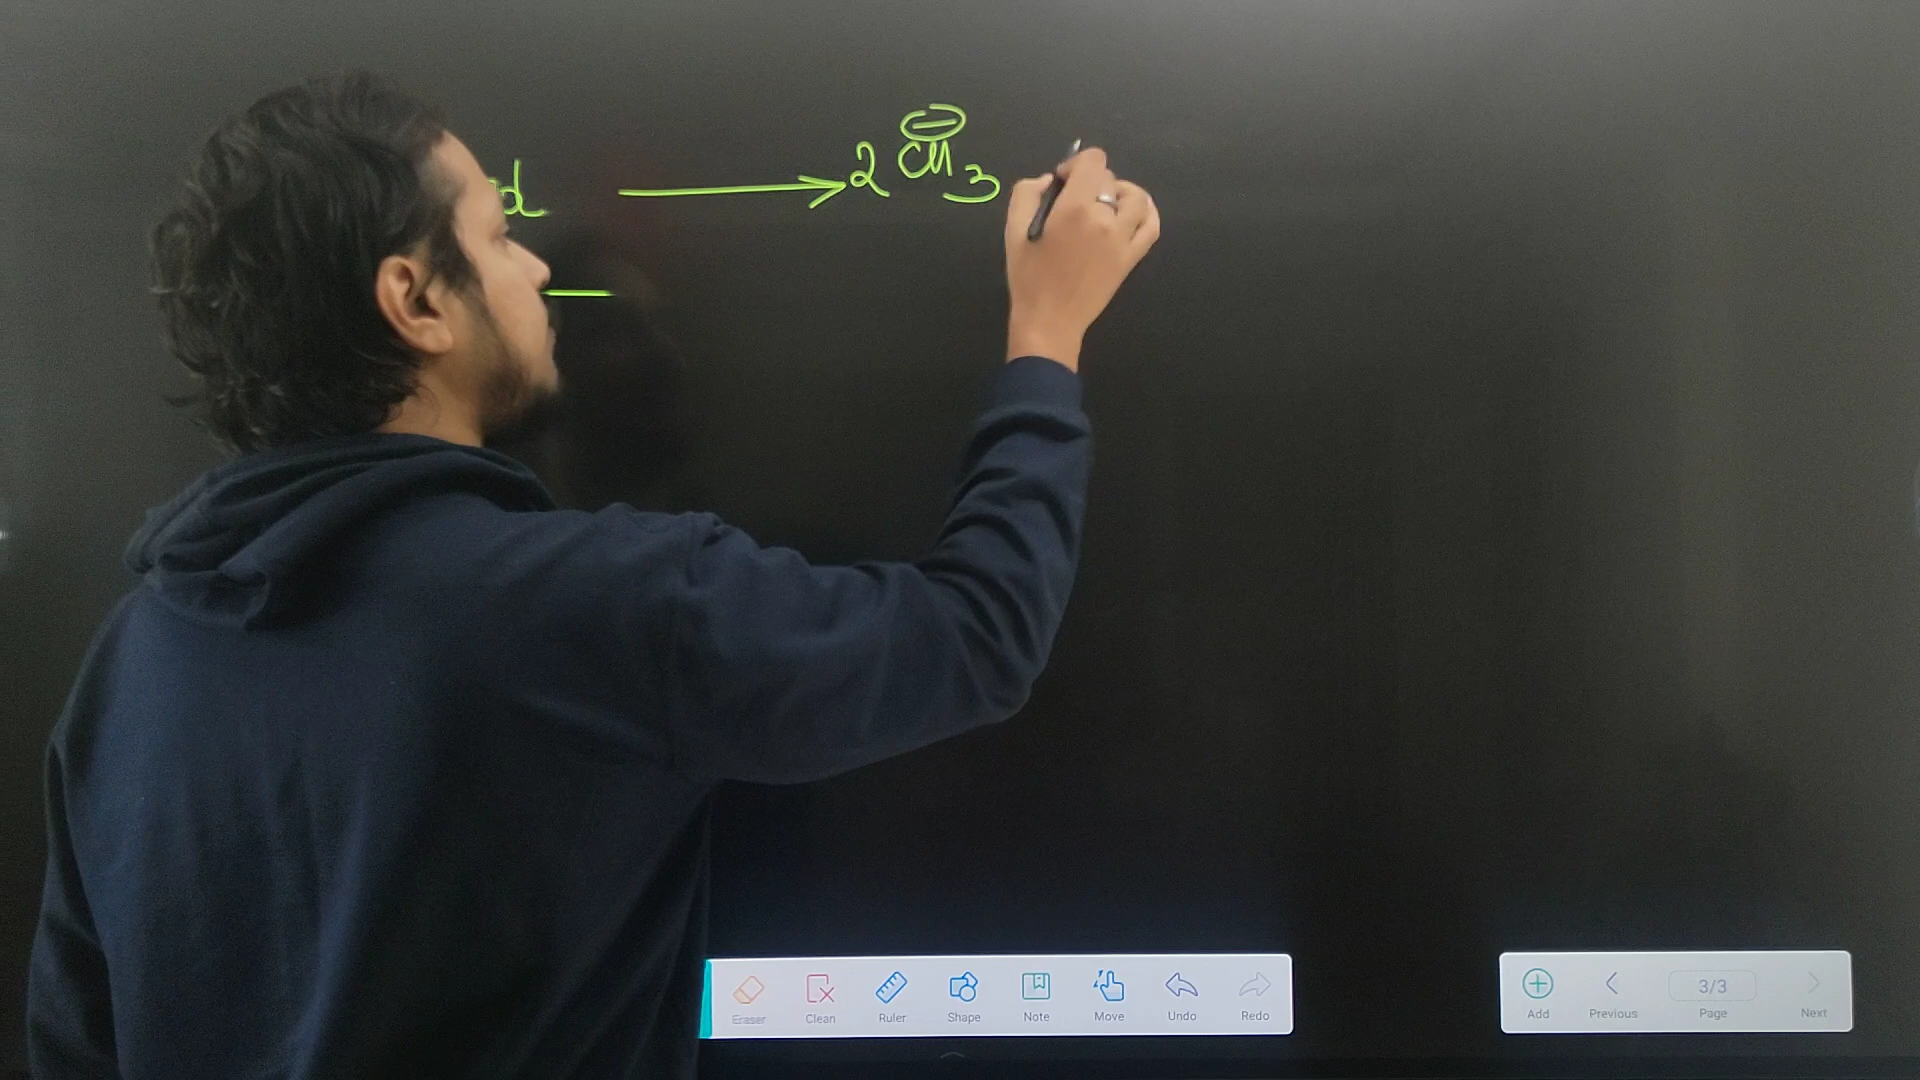 d ⟶ 2 CH₃⊖
Eraser Clean Ruler Shape Note Move Undo Redo
Add Previous 3/3 Page Next